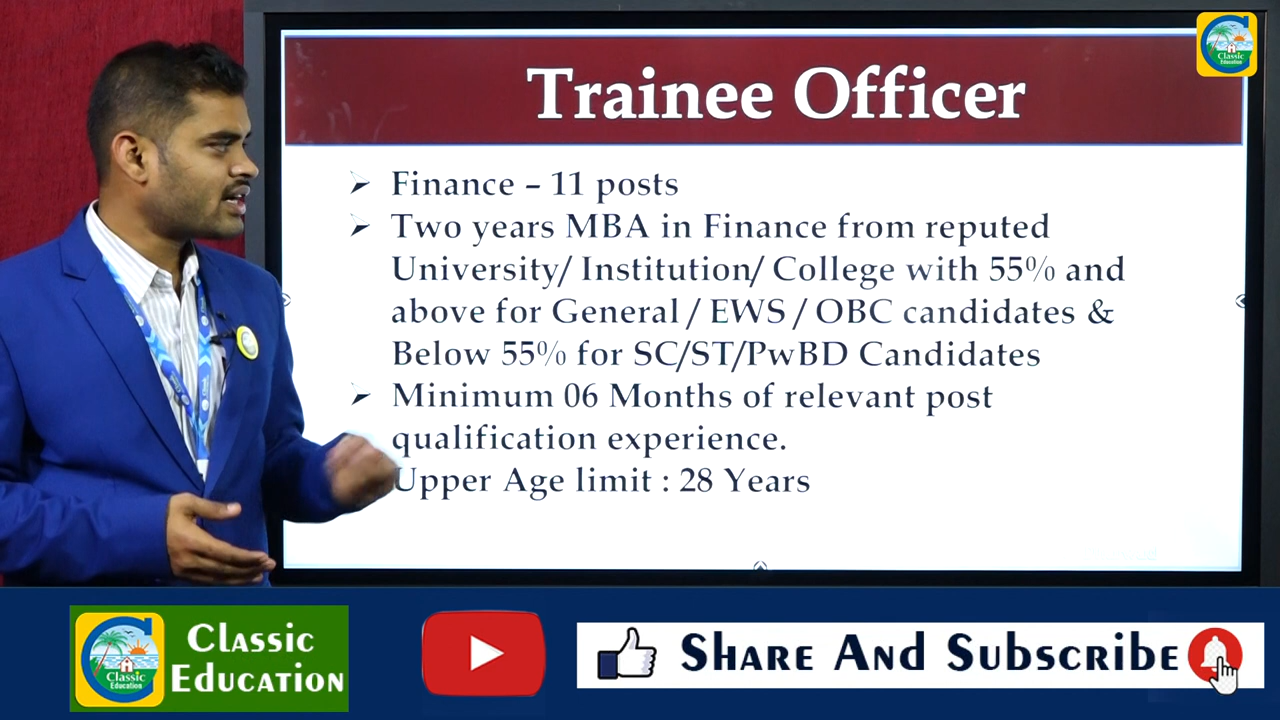 Classic
Education
Trainee Officer
Finance – 11 posts
Two years MBA in Finance from reputed
University/ Institution/ College with 55% and
above for General / EWS / OBC candidates &
Below 55% for SC/ST/PwBD Candidates
Minimum 06 Months of relevant post
qualification experience.
Upper Age limit : 28 Years
Classic
Education
Classic
Education
Share And Subscribe